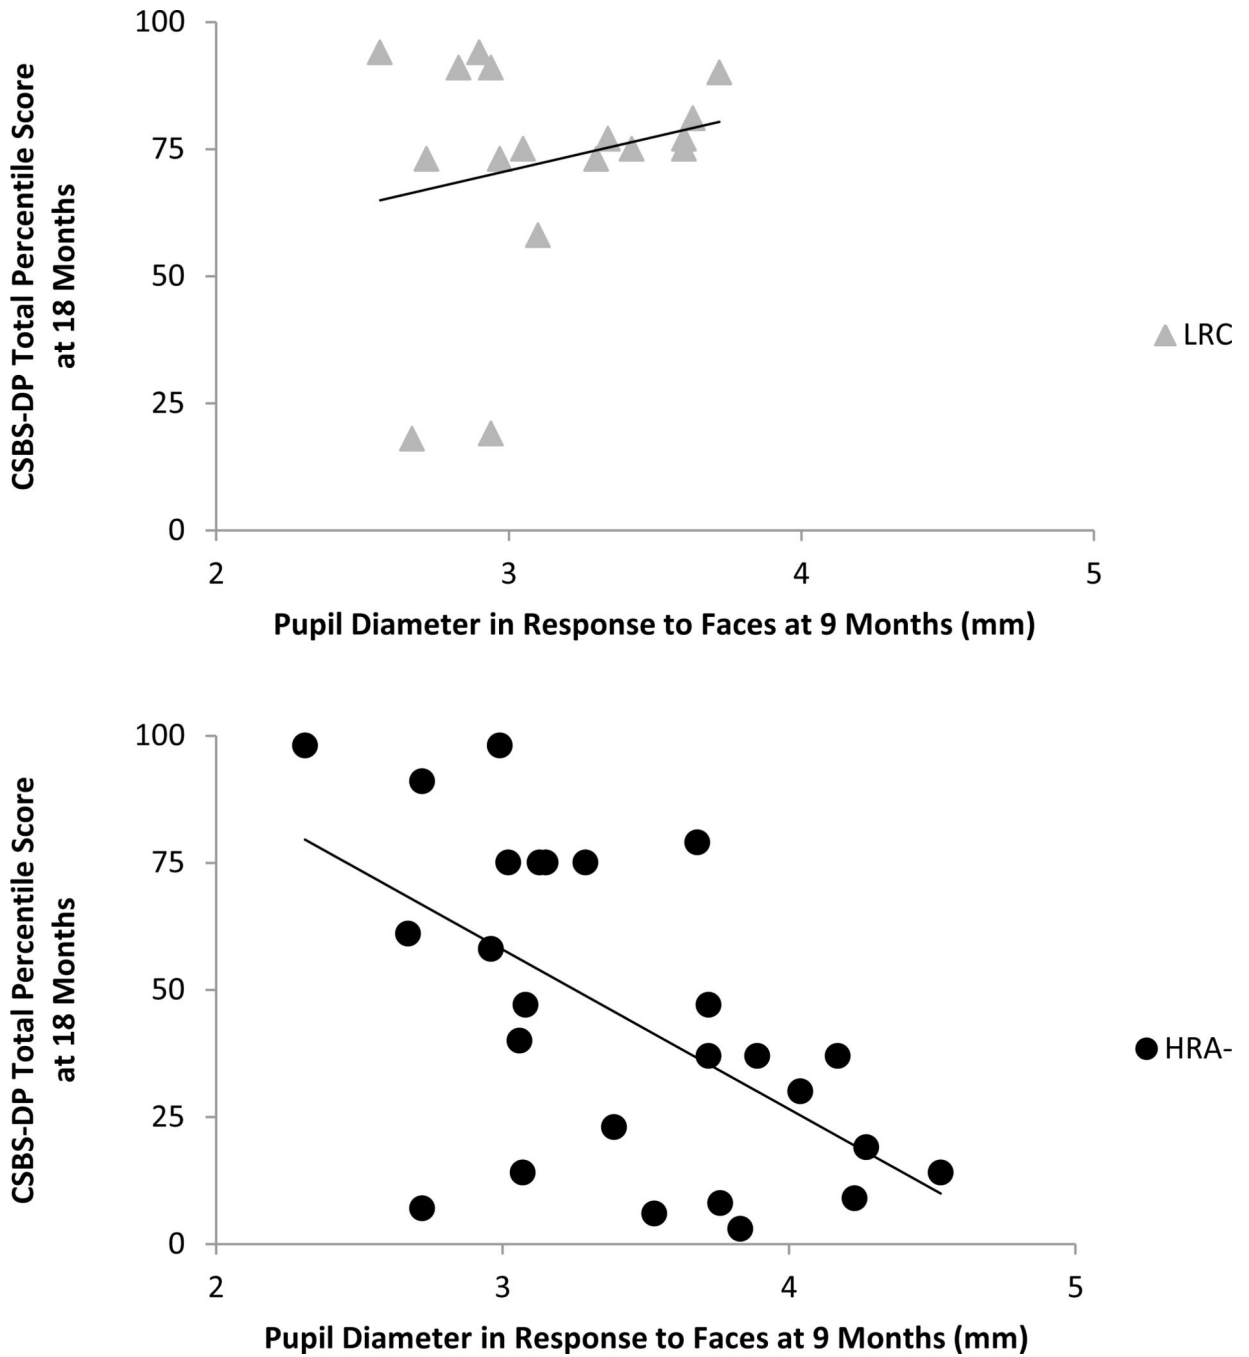 CSBS-DP Total Percentile Score
at 18 Months
100
75
50
25
0
2 3 4 5
Pupil Diameter in Response to Faces at 9 Months (mm)
LRC
CSBS-DP Total Percentile Score
at 18 Months
100
75
50
25
0
2 3 4 5
Pupil Diameter in Response to Faces at 9 Months (mm)
HRA-